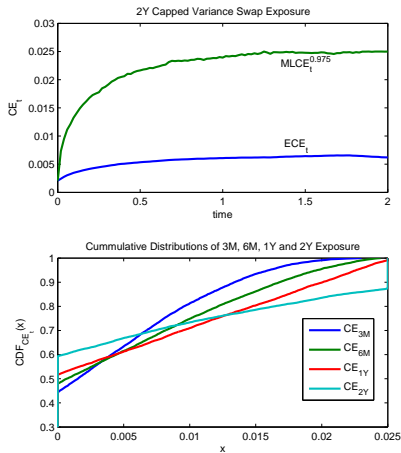 2Y Capped Variance Swap Exposure
0.03
0.025
0.02
0.015
0.01
0.005
0
CE_t
MLCE_t^0.975
ECE_t
0
0.5
1
1.5
2
time
Cummulative Distributions of 3M, 6M, 1Y and 2Y Exposure
1
0.9
0.8
0.7
0.6
0.5
0.4
0.3
CDF_CE_t(x)
CE_3M
CE_6M
CE_1Y
CE_2Y
0
0.005
0.01
0.015
0.02
0.025
x